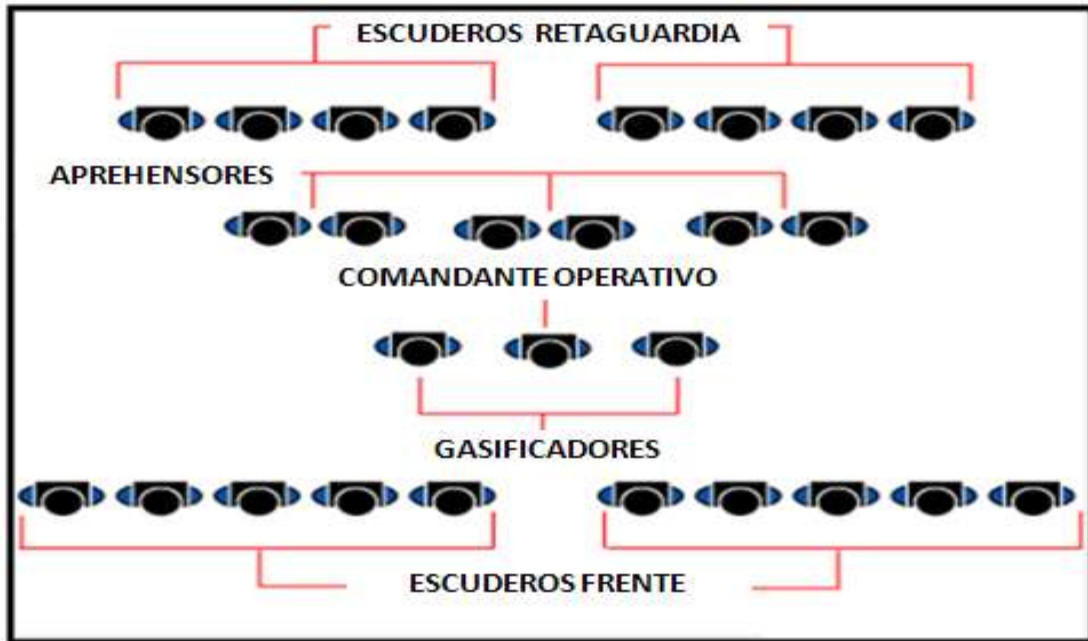 ESCUDEROS RETAGUARDIA
APREHENSORES
COMANDANTE OPERATIVO
GASIFICADORES
ESCUDEROS FRENTE